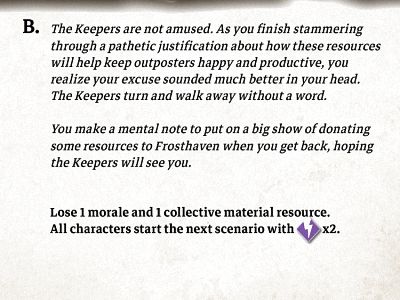 B. The Keepers are not amused. As you finish stammering
through a pathetic justification about how these resources
will help keep outposters happy and productive, you
realize your excuse sounded much better in your head.
The Keepers turn and walk away without a word.
You make a mental note to put on a big show of donating
some resources to Frosthaven when you get back, hoping
the Keepers will see you.
Lose 1 morale and 1 collective material resource.
All characters start the next scenario with x2.